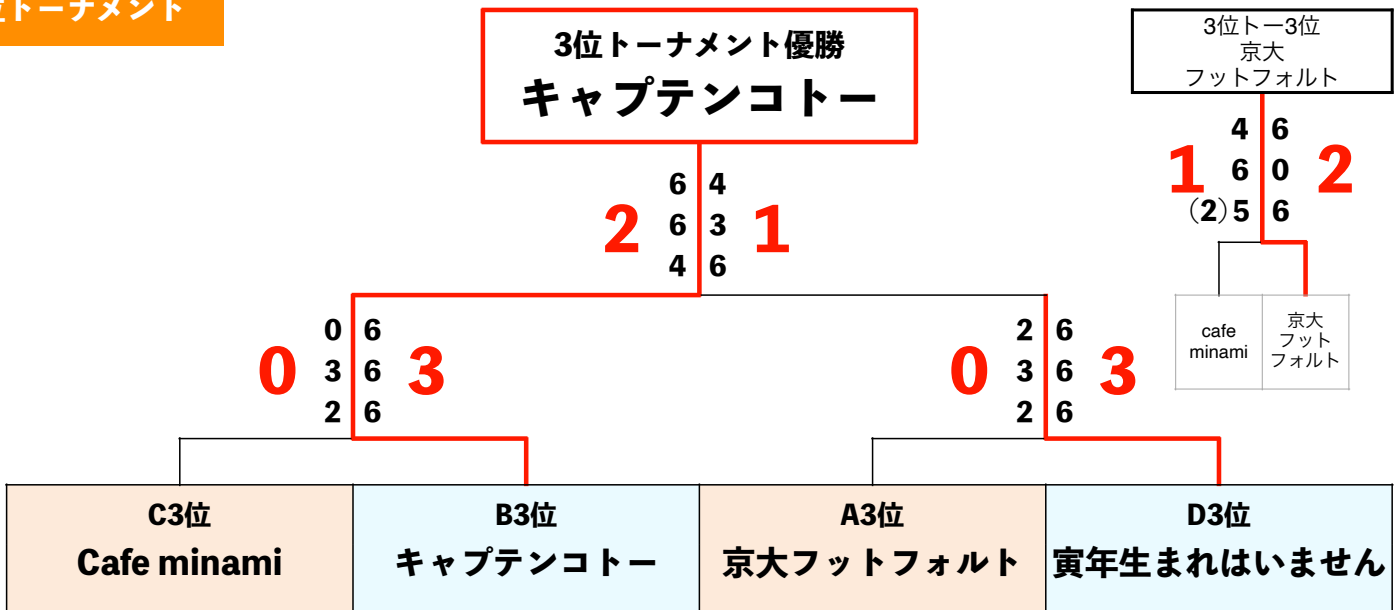 位トーナメント
3位トーナメント優勝
キャプテンコトー
3位トー3位
京大
フットフォルト
4 6
1 6 0 2
（2）5 6
6 4
2 6 3 1
4 6
cafe
minami
京大
フット
フォルト
0 6
0 3 6 3
2 6
2 6
0 3 6 3
2 6
C3位
Cafe minami
B3位
キャプテンコトー
A3位
京大フットフォルト
D3位
寅年生まれはいません